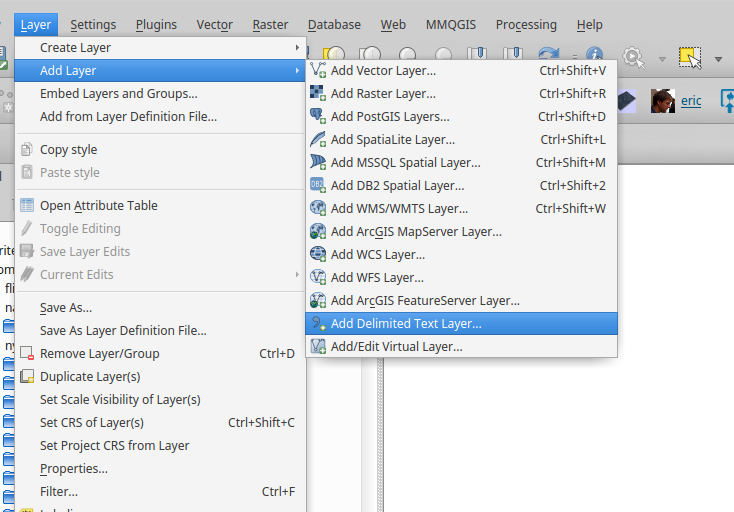 Layer Settings Plugins Vector Raster Database Web MMQGIS Processing Help
Create Layer
Add Layer
Embed Layers and Groups...
Add from Layer Definition File...
Copy style
Paste style
Open Attribute Table
Toggle Editing
Save Layer Edits
Current Edits
Save As...
Save As Layer Definition File...
Remove Layer/Group Ctrl+D
Duplicate Layer(s)
Set Scale Visibility of Layer(s)
Set CRS of Layer(s) Ctrl+Shift+C
Set Project CRS from Layer
Properties...
Filter... Ctrl+F
Add Vector Layer... Ctrl+Shift+V
Add Raster Layer... Ctrl+Shift+R
Add PostGIS Layers... Ctrl+Shift+D
Add SpatiaLite Layer... Ctrl+Shift+L
Add MSSQL Spatial Layer... Ctrl+Shift+M
DB2 Add DB2 Spatial Layer... Ctrl+Shift+2
Add WMS/WMTS Layer... Ctrl+Shift+W
Add ArcGIS MapServer Layer...
Add WCS Layer...
Add WFS Layer...
Add ArcGIS FeatureServer Layer...
Add Delimited Text Layer...
Add/Edit Virtual Layer...
eric